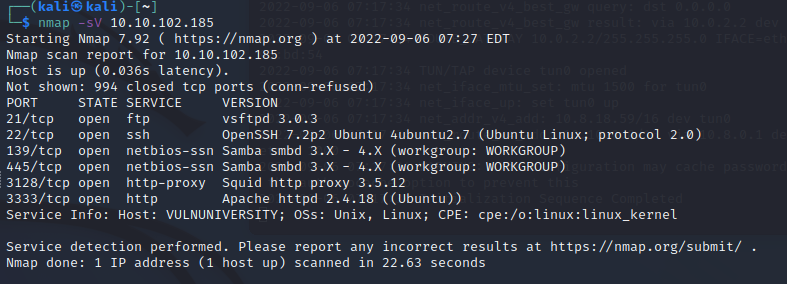 ┌──(kali㉿kali)-[~]
└─$ nmap -sV 10.10.102.185
Starting Nmap 7.92 ( https://nmap.org ) at 2022-09-06 07:27 EDT
Nmap scan report for 10.10.102.185
Host is up (0.036s latency).
Not shown: 994 closed tcp ports (conn-refused)
PORT     STATE SERVICE     VERSION
21/tcp   open  ftp         vsftpd 3.0.3
22/tcp   open  ssh         OpenSSH 7.2p2 Ubuntu 4ubuntu2.7 (Ubuntu Linux; protocol 2.0)
139/tcp  open  netbios-ssn Samba smbd 3.X - 4.X (workgroup: WORKGROUP)
445/tcp  open  netbios-ssn Samba smbd 3.X - 4.X (workgroup: WORKGROUP)
3128/tcp open  http-proxy  Squid http proxy 3.5.12
3333/tcp open  http        Apache httpd 2.4.18 ((Ubuntu))
Service Info: Host: VULNUNIVERSITY; OSs: Unix, Linux; CPE: cpe:/o:linux:linux_kernel
Service detection performed. Please report any incorrect results at https://nmap.org/submit/ .
Nmap done: 1 IP address (1 host up) scanned in 22.63 seconds